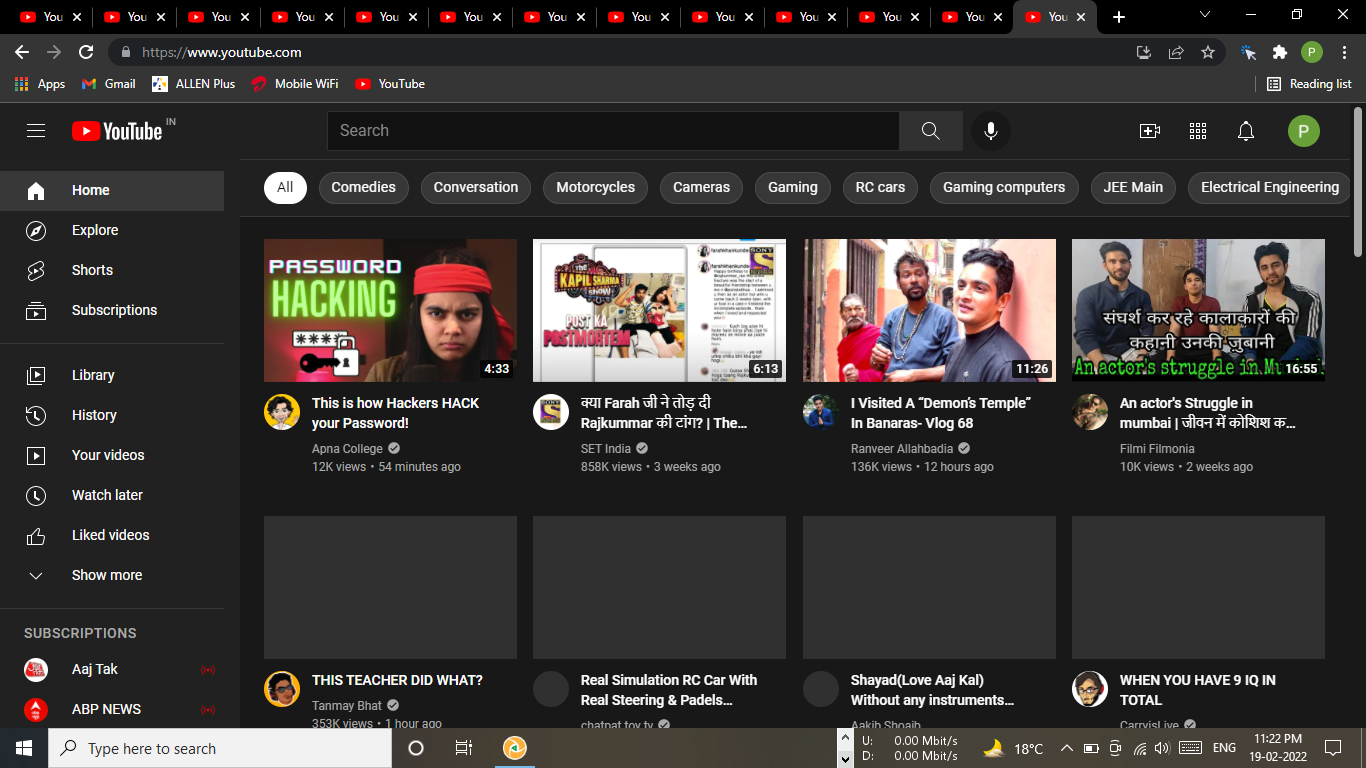 You
You
You
You
You
You
You
You
You
You
You
You
You
https://www.youtube.com
P
Apps
Gmail
ALLEN Plus
Mobile WiFi
YouTube
Reading list
YouTube IN
Search
P
Home
Explore
Shorts
Subscriptions
Library
History
Your videos
Watch later
Liked videos
Show more
SUBSCRIPTIONS
Aaj Tak
ABP NEWS
All
Comedies
Conversation
Motorcycles
Cameras
Gaming
RC cars
Gaming computers
JEE Main
Electrical Engineering
PASSWORD
HACKING
****
4:33
This is how Hackers HACK
your Password!
Apna College
12K views • 54 minutes ago
The
KAPIL SHARMA
show
POST KA
POSTMORTEM
SONY
6:13
क्या Farah जी ने तोड़ दी
Rajkummar की टांग? | The...
SET India
858K views • 3 weeks ago
11:26
I Visited A “Demon’s Temple”
In Banaras- Vlog 68
Ranveer Allahbadia
136K views • 12 hours ago
संघर्श कर रहे कालाकारों की
कहानी उनकी जुबानी
An actor's struggle in Mu
16:55
An actor's Struggle in
mumbai | जीवन में कोशिश क...
Filmi Filmonia
10K views • 2 weeks ago
THIS TEACHER DID WHAT?
Tanmay Bhat
353K views • 1 hour ago
Real Simulation RC Car With
Real Steering & Padels...
chatpat toy tv
Shayad(Love Aaj Kal)
Without any instruments...
Aakib Shoaib
WHEN YOU HAVE 9 IQ IN
TOTAL
CarryisLive
Type here to search
U: 0.00 Mbit/s
D: 0.00 Mbit/s
18°C
ENG
11:22 PM
19-02-2022